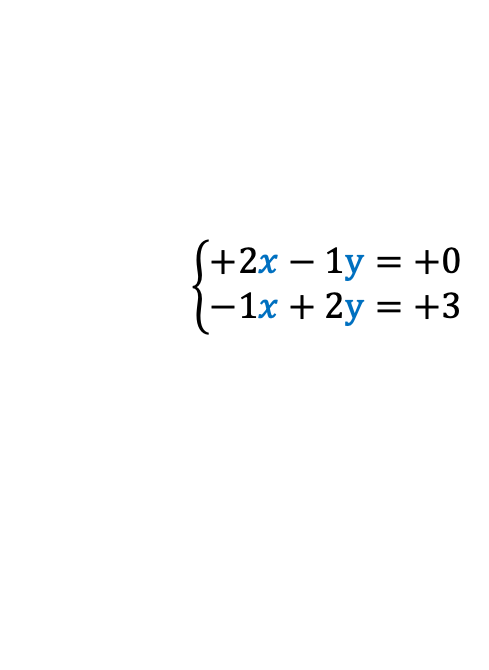 +2x − 1y = +0
−1x + 2y = +3